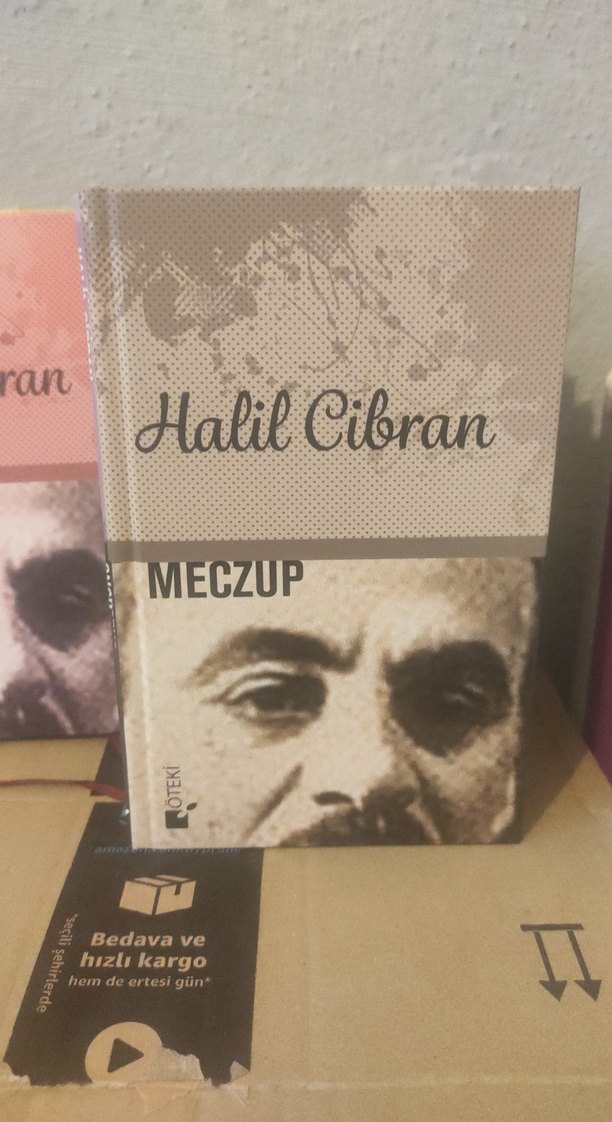 ran
Halil Cibran
MECZUP
ÖTEKİ
Bedava ve
hızlı kargo
hem de ertesi gün*
*seçili şehirlerde